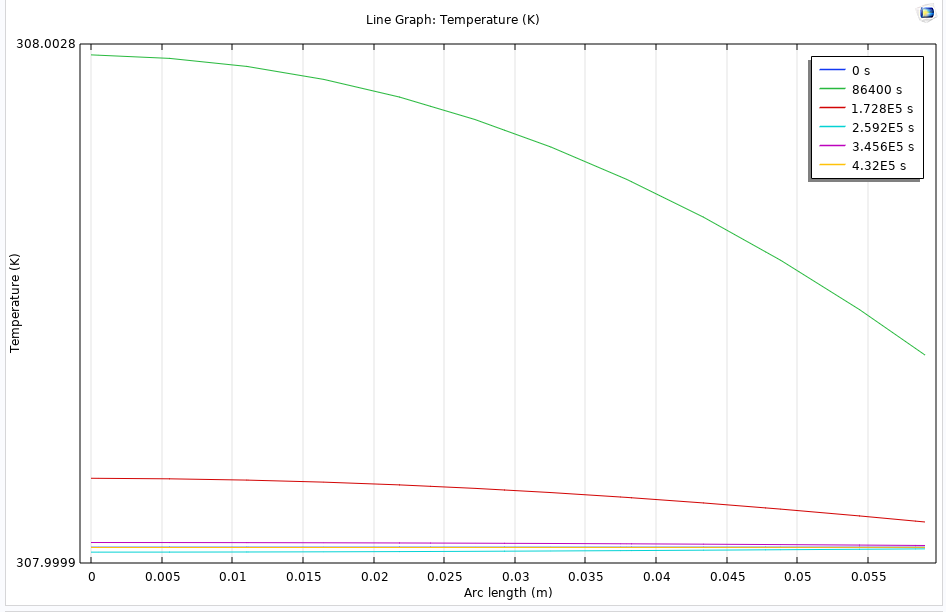 Line Graph: Temperature (K)
308.0028
0 s
86400 s
1.728E5 s
2.592E5 s
3.456E5 s
4.32E5 s
Temperature (K)
307.9999
0 0.005 0.01 0.015 0.02 0.025 0.03 0.035 0.04 0.045 0.05 0.055
Arc length (m)